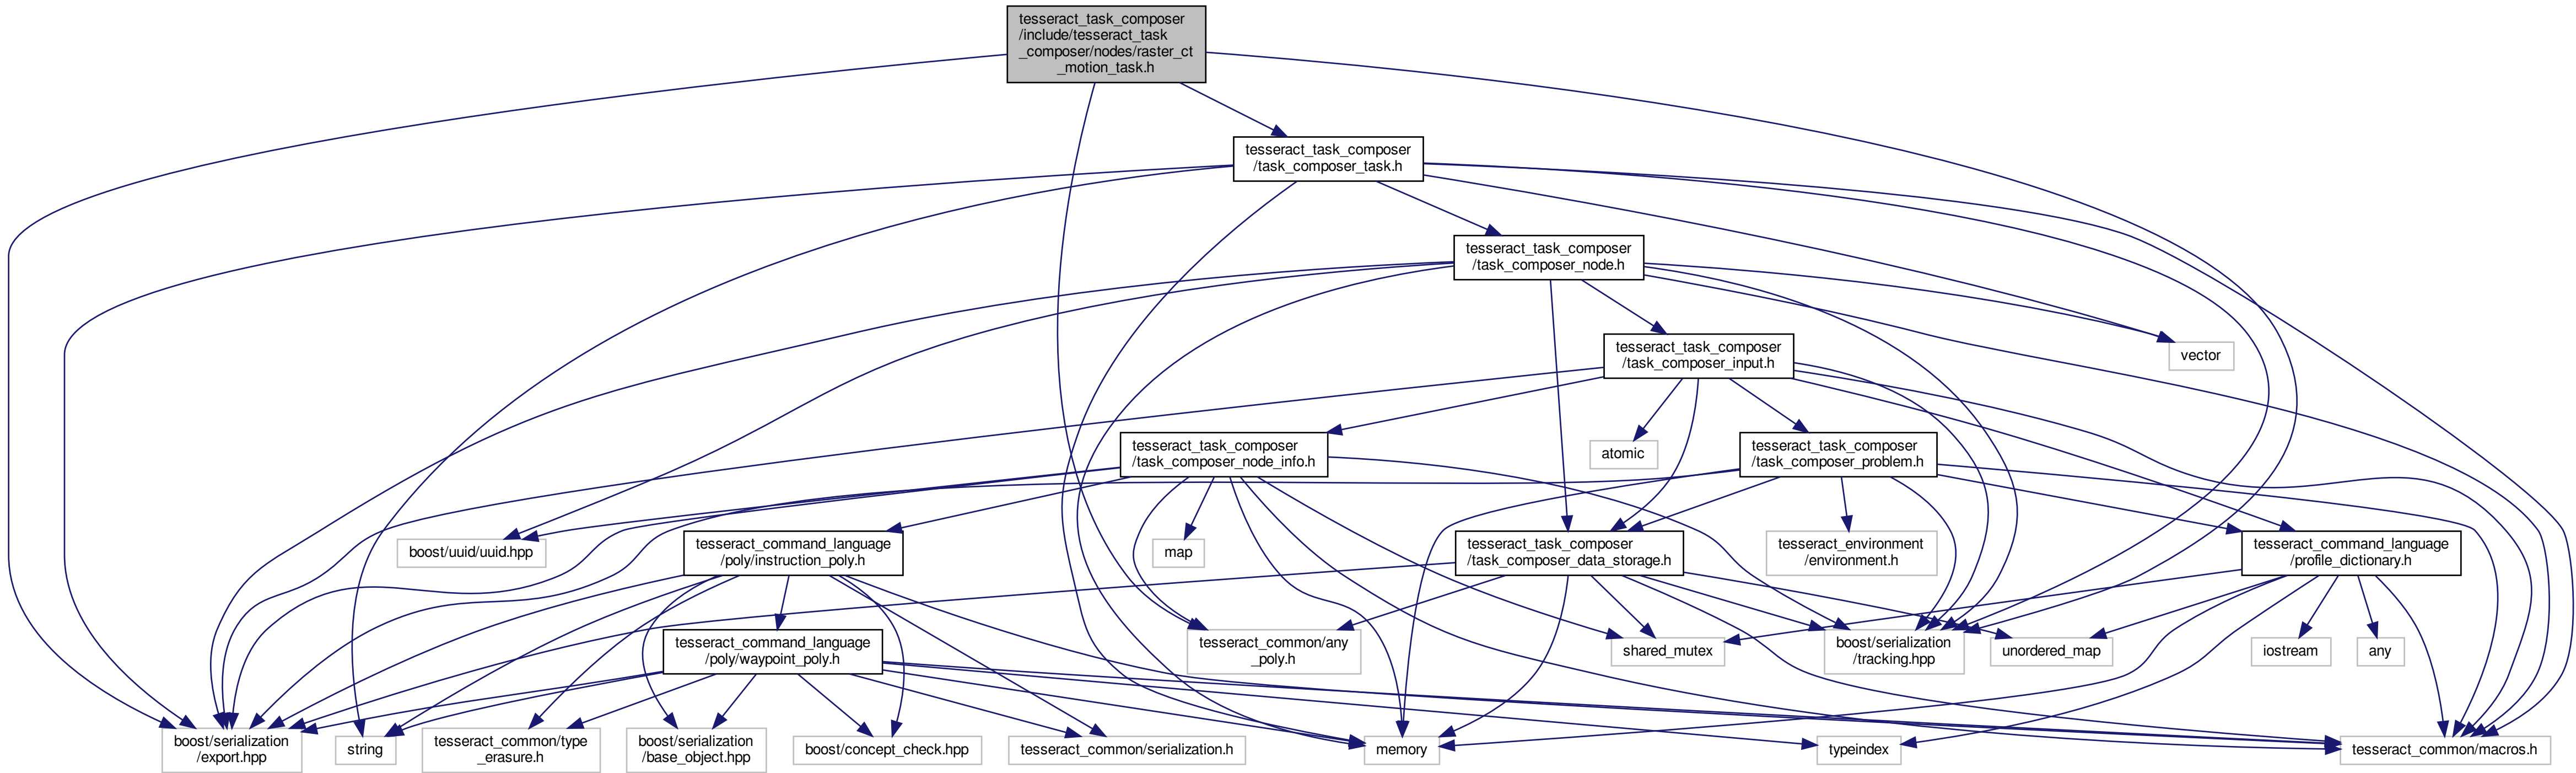 tesseract_task_composer
/include/tesseract_task
_composer/nodes/raster_ct
_motion_task.h
tesseract_task_composer
/task_composer_task.h
tesseract_task_composer
/task_composer_node.h
tesseract_task_composer
/task_composer_input.h
vector
tesseract_task_composer
/task_composer_node_info.h
atomic
tesseract_task_composer
/task_composer_problem.h
boost/uuid/uuid.hpp
tesseract_command_language
/poly/instruction_poly.h
map
tesseract_task_composer
/task_composer_data_storage.h
tesseract_environment
/environment.h
tesseract_command_language
/profile_dictionary.h
tesseract_command_language
/poly/waypoint_poly.h
tesseract_common/any
_poly.h
shared_mutex
boost/serialization
/tracking.hpp
unordered_map
iostream
any
boost/serialization
/export.hpp
string
tesseract_common/type
_erasure.h
boost/serialization
/base_object.hpp
boost/concept_check.hpp
tesseract_common/serialization.h
memory
typeindex
tesseract_common/macros.h